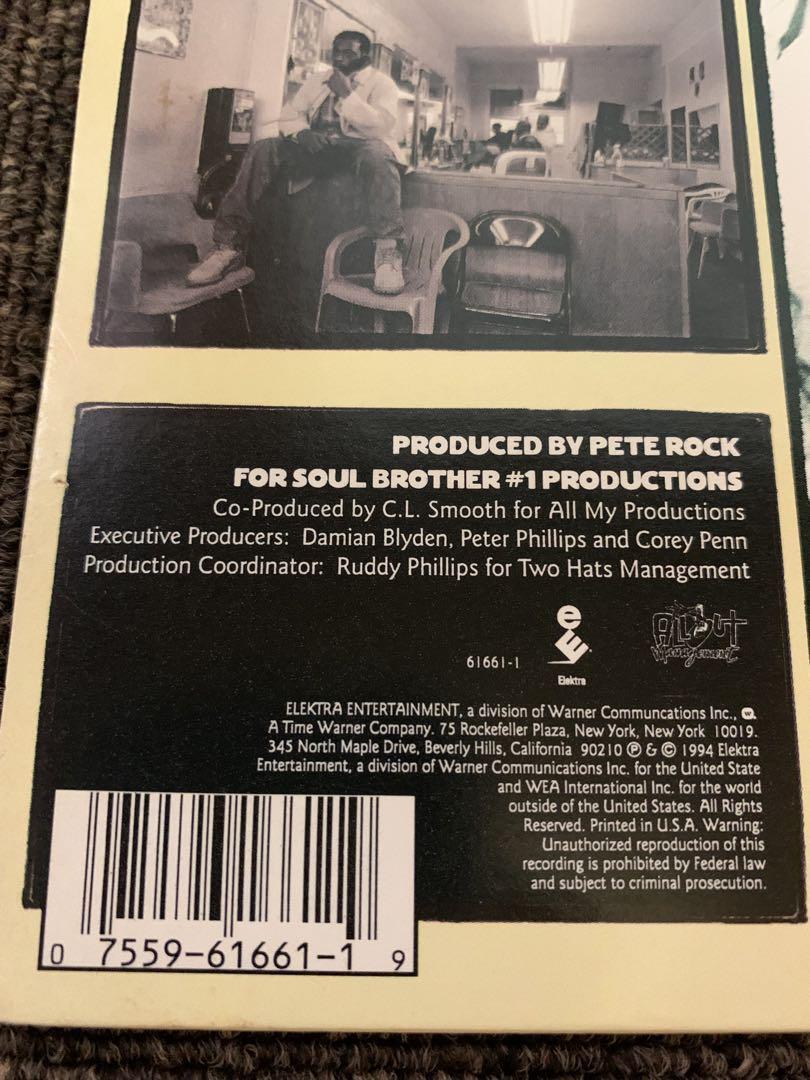 PRODUCED BY PETE ROCK
FOR SOUL BROTHER #1 PRODUCTIONS
Co-Produced by C.L. Smooth for All My Productions
Executive Producers: Damian Blyden, Peter Phillips and Corey Penn
Production Coordinator: Ruddy Phillips for Two Hats Management
61661-1
Elektra
All Out
Management
ELEKTRA ENTERTAINMENT, a division of Warner Communcations Inc.,
A Time Warner Company. 75 Rockefeller Plaza, New York, New York 10019.
345 North Maple Drive, Beverly Hills, California 90210 ℗ & © 1994 Elektra
Entertainment, a division of Warner Communications Inc. for the United State
and WEA International Inc. for the world
outside of the United States. All Rights
Reserved. Printed in U.S.A. Warning:
Unauthorized reproduction of this
recording is prohibited by Federal law
and subject to criminal prosecution.
0 7559-61661-1 9